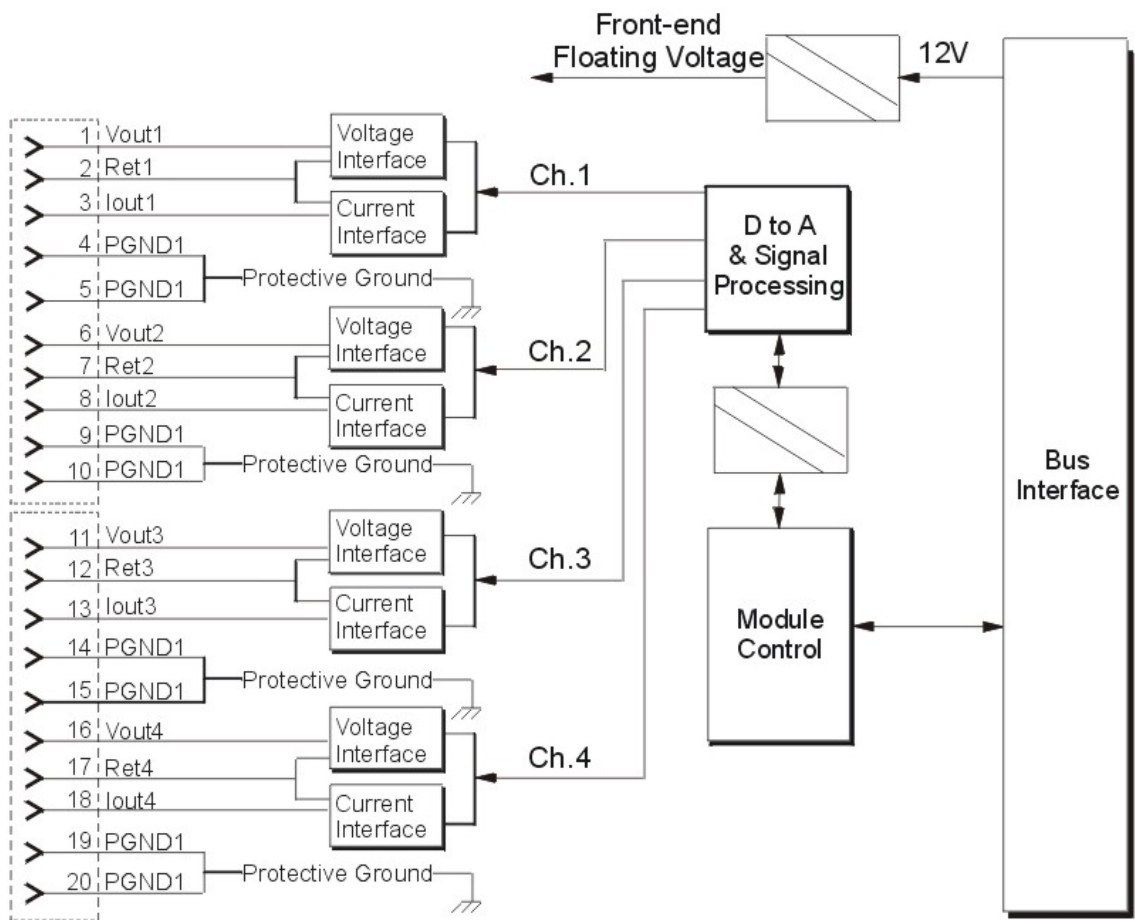 Front-end
Floating Voltage
12V
1 Vout1
2 Ret1
3 Iout1
4 PGND1
5 PGND1
Voltage
Interface
Current
Interface
Protective Ground
Ch.1
6 Vout2
7 Ret2
8 Iout2
9 PGND1
10 PGND1
Voltage
Interface
Current
Interface
Protective Ground
Ch.2
11 Vout3
12 Ret3
13 Iout3
14 PGND1
15 PGND1
Voltage
Interface
Current
Interface
Protective Ground
Ch.3
16 Vout4
17 Ret4
18 Iout4
19 PGND1
20 PGND1
Voltage
Interface
Current
Interface
Protective Ground
Ch.4
D to A
& Signal
Processing
Module
Control
Bus
Interface